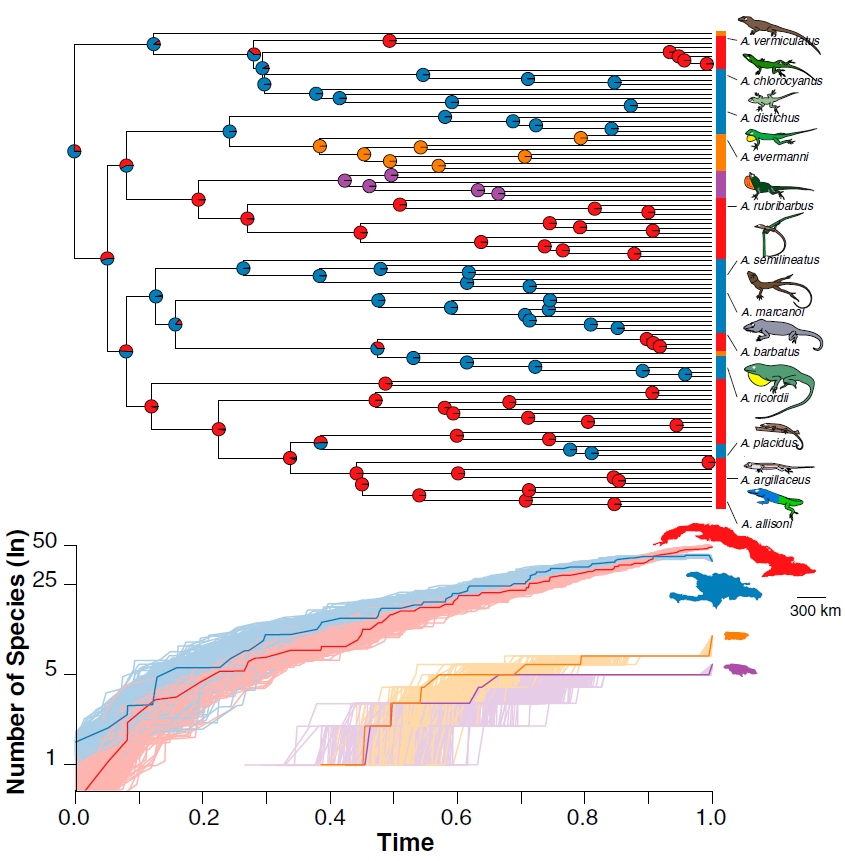 A. vermiculatus
A. chlorocyanus
A. distichus
A. evermanni
A. rubribarbus
A. semilineatus
A. marcanoi
A. barbatus
A. ricordii
A. placidus
A. argillaceus
A. allisoni
Number of Species (ln)
50
25
5
1
300 km
0.0 0.2 0.4 0.6 0.8 1.0
Time